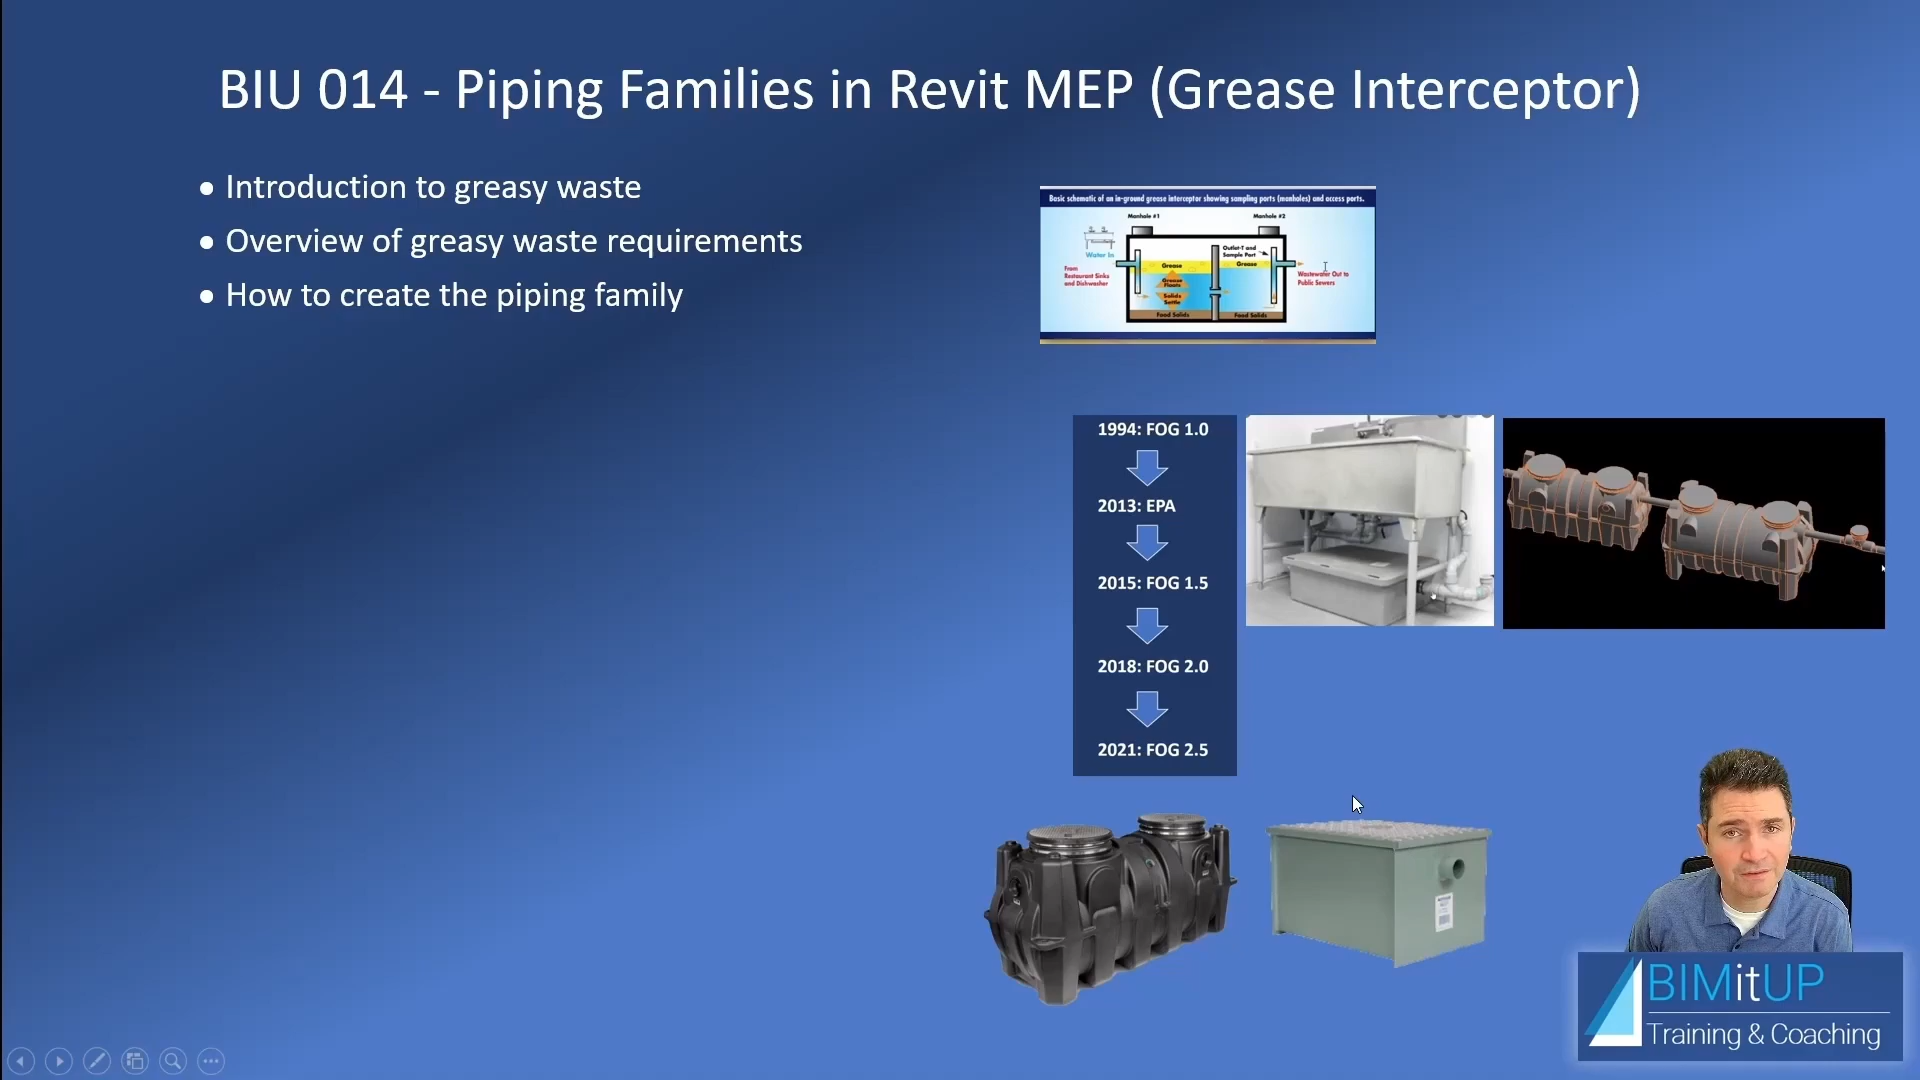 BIU 014 - Piping Families in Revit MEP (Grease Interceptor)
● Introduction to greasy waste
● Overview of greasy waste requirements
● How to create the piping family
Basic schematic of an in-ground grease interceptor showing sampling ports (manholes) and access ports.
Manhole #1
Manhole #2
Water In
From
Restaurant Sinks
and Dishwasher
Grease
Grease
Floats
Solids
Settle
Food Solids
Outlet-T and
Sample Port
Grease
Food Solids
Wastewater Out to
Public Sewers
1994: FOG 1.0
2013: EPA
2015: FOG 1.5
2018: FOG 2.0
2021: FOG 2.5
BIMitUP
Training & Coaching